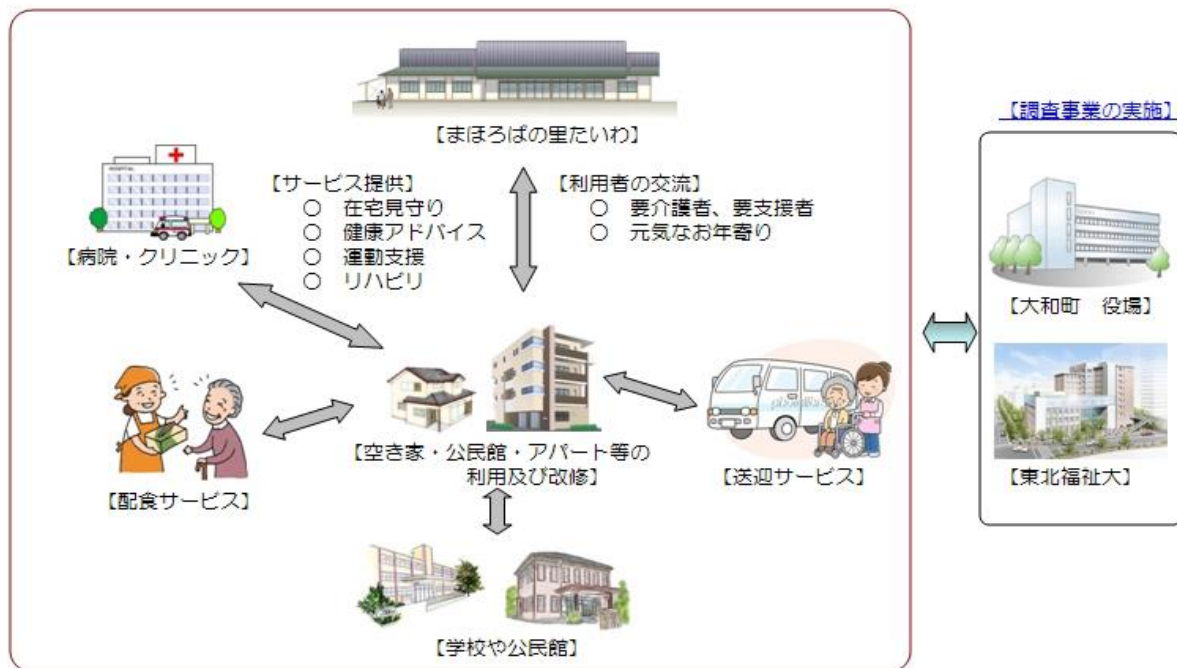 【まほろばの里たいわ】
【調査事業の実施】
HOSPITAL
【病院・クリニック】
【サービス提供】
○ 在宅見守り
○ 健康アドバイス
○ 運動支援
○ リハビリ
【利用者の交流】
○ 要介護者、要支援者
○ 元気なお年寄り
【大和町　役場】
【配食サービス】
【空き家・公民館・アパート等の
利用及び改修】
【送迎サービス】
【東北福祉大】
【学校や公民館】